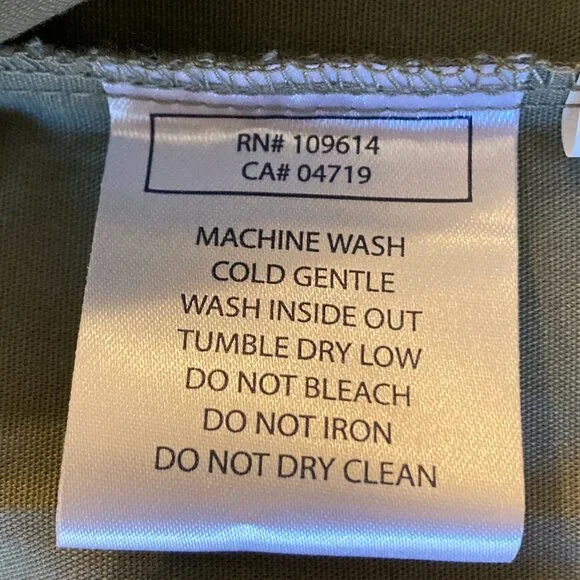 RN# 109614
CA# 04719
MACHINE WASH
COLD GENTLE
WASH INSIDE OUT
TUMBLE DRY LOW
DO NOT BLEACH
DO NOT IRON
DO NOT DRY CLEAN